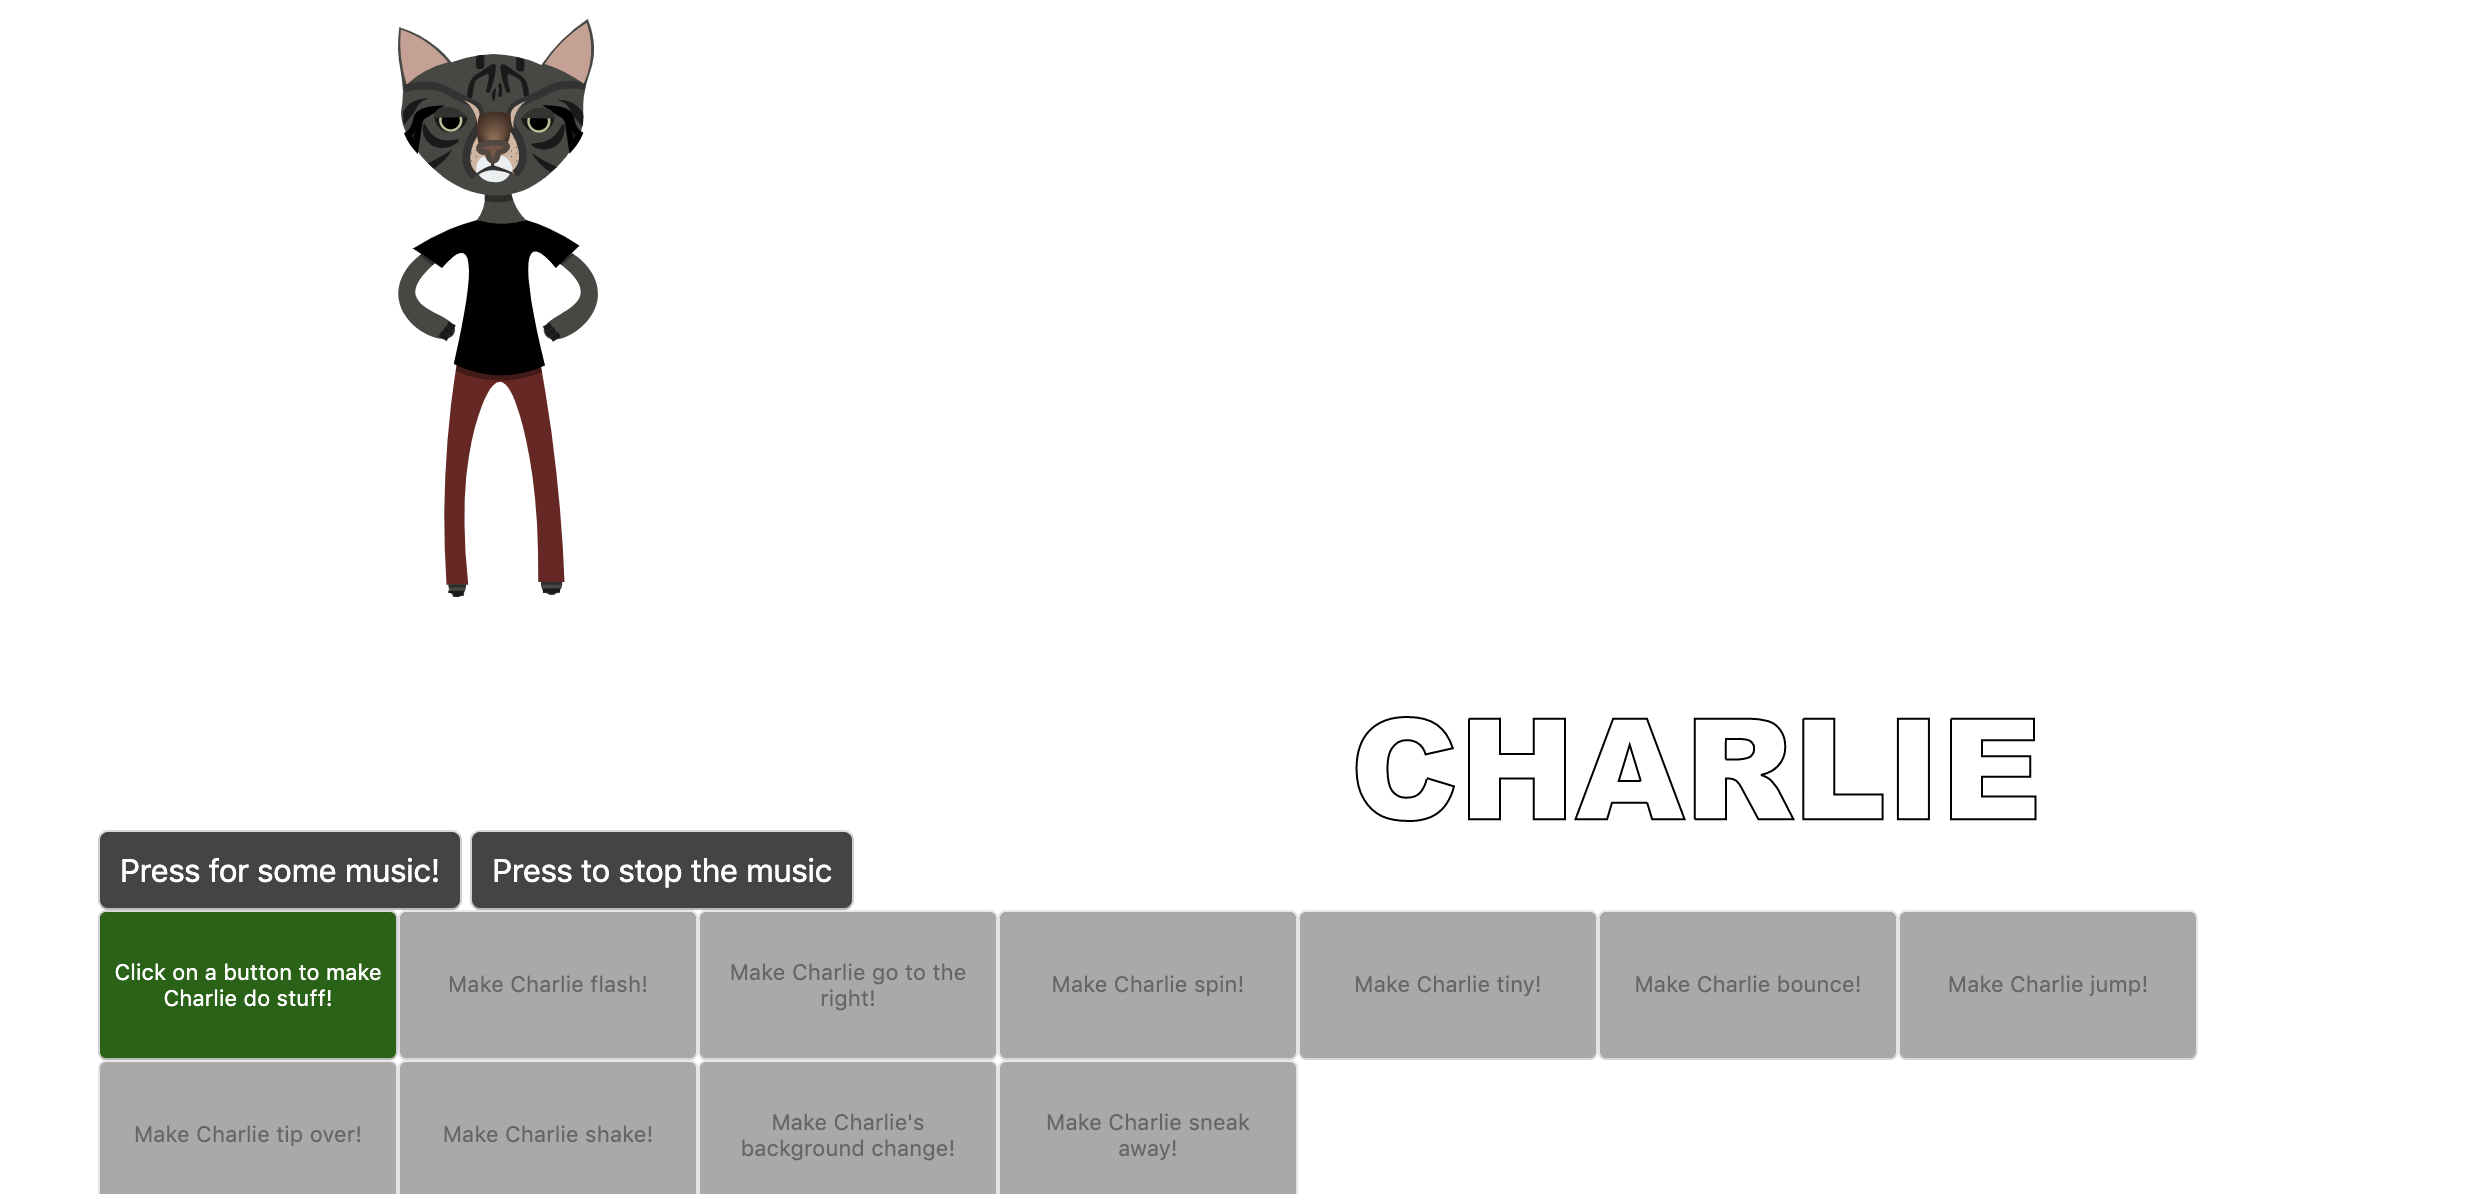 CHARLIE
Press for some music!
Press to stop the music
Click on a button to make
Charlie do stuff!
Make Charlie flash!
Make Charlie go to the
right!
Make Charlie spin!
Make Charlie tiny!
Make Charlie bounce!
Make Charlie jump!
Make Charlie tip over!
Make Charlie shake!
Make Charlie's
background change!
Make Charlie sneak
away!